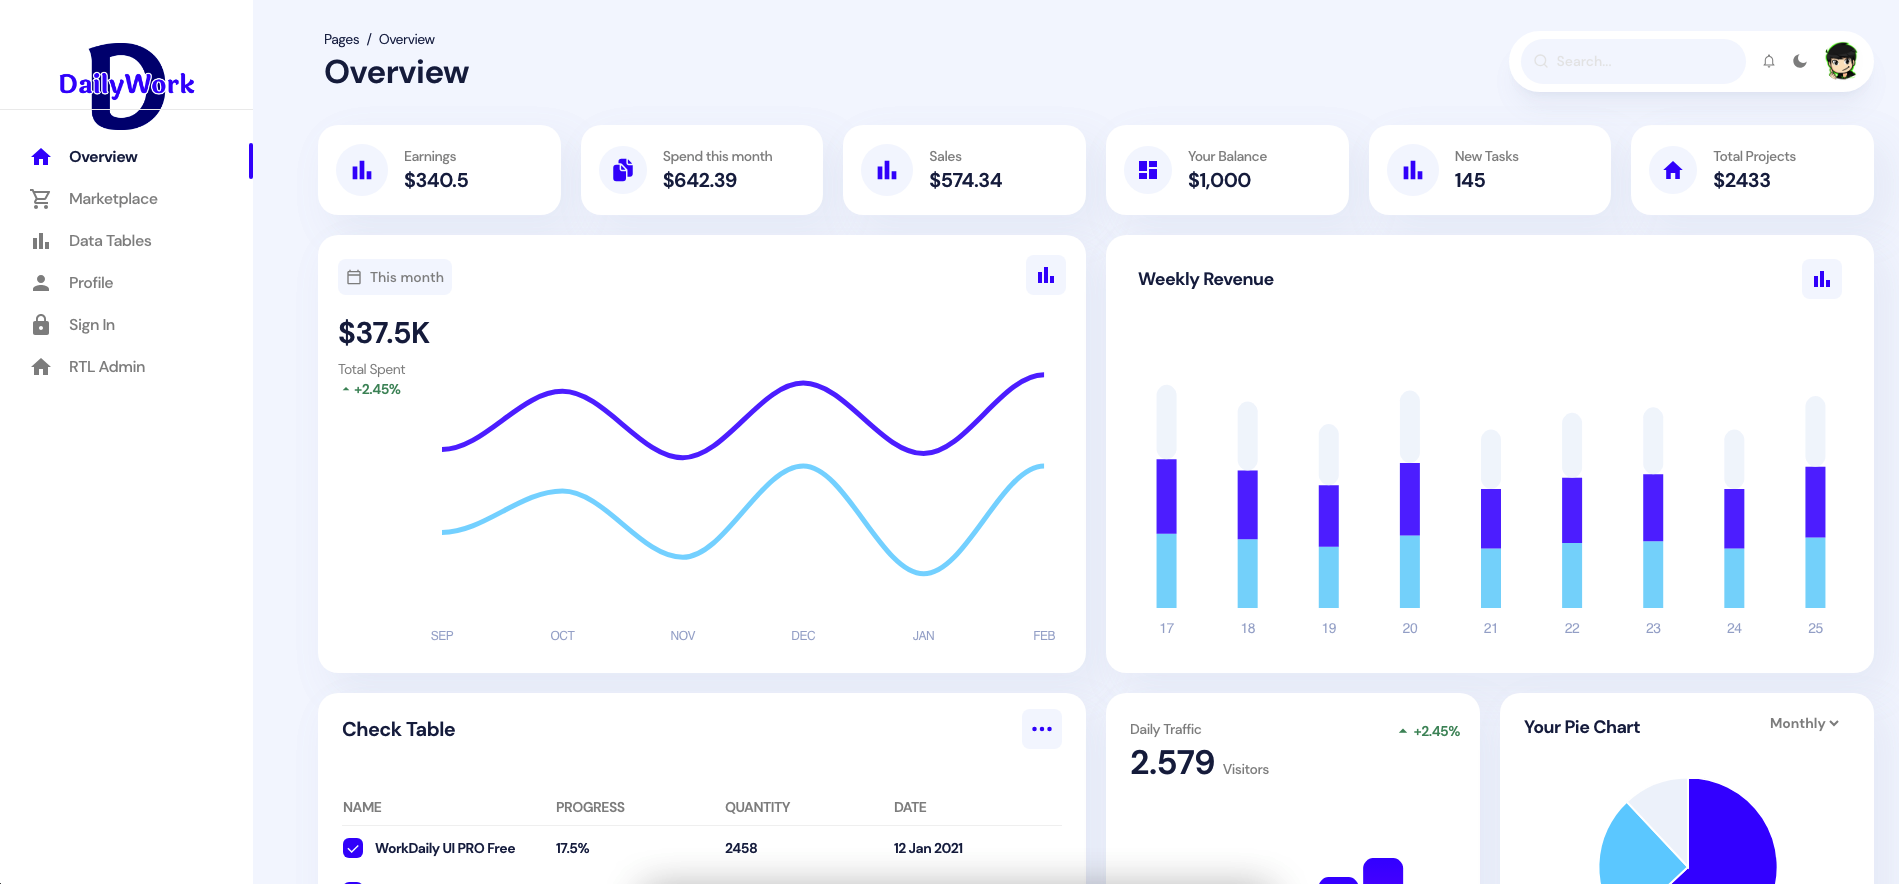 DailyWork
Overview
Marketplace
Data Tables
Profile
Sign In
RTL Admin
Pages / Overview
Overview
Search...
Earnings
$340.5
Spend this month
$642.39
Sales
$574.34
Your Balance
$1,000
New Tasks
145
Total Projects
$2433
This month
$37.5K
Total Spent
+2.45%
SEP OCT NOV DEC JAN FEB
Weekly Revenue
17 18 19 20 21 22 23 24 25
Check Table
NAME PROGRESS QUANTITY DATE
WorkDaily UI PRO Free 17.5% 2458 12 Jan 2021
Daily Traffic
+2.45%
2.579 Visitors
Your Pie Chart
Monthly